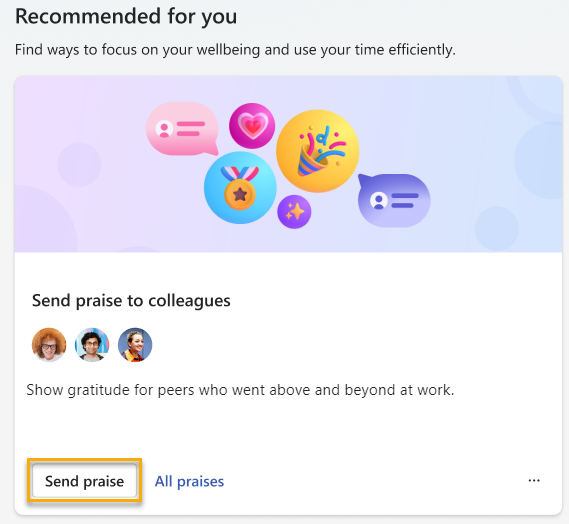 Recommended for you
Find ways to focus on your wellbeing and use your time efficiently.
Send praise to colleagues
Show gratitude for peers who went above and beyond at work.
Send praise
All praises